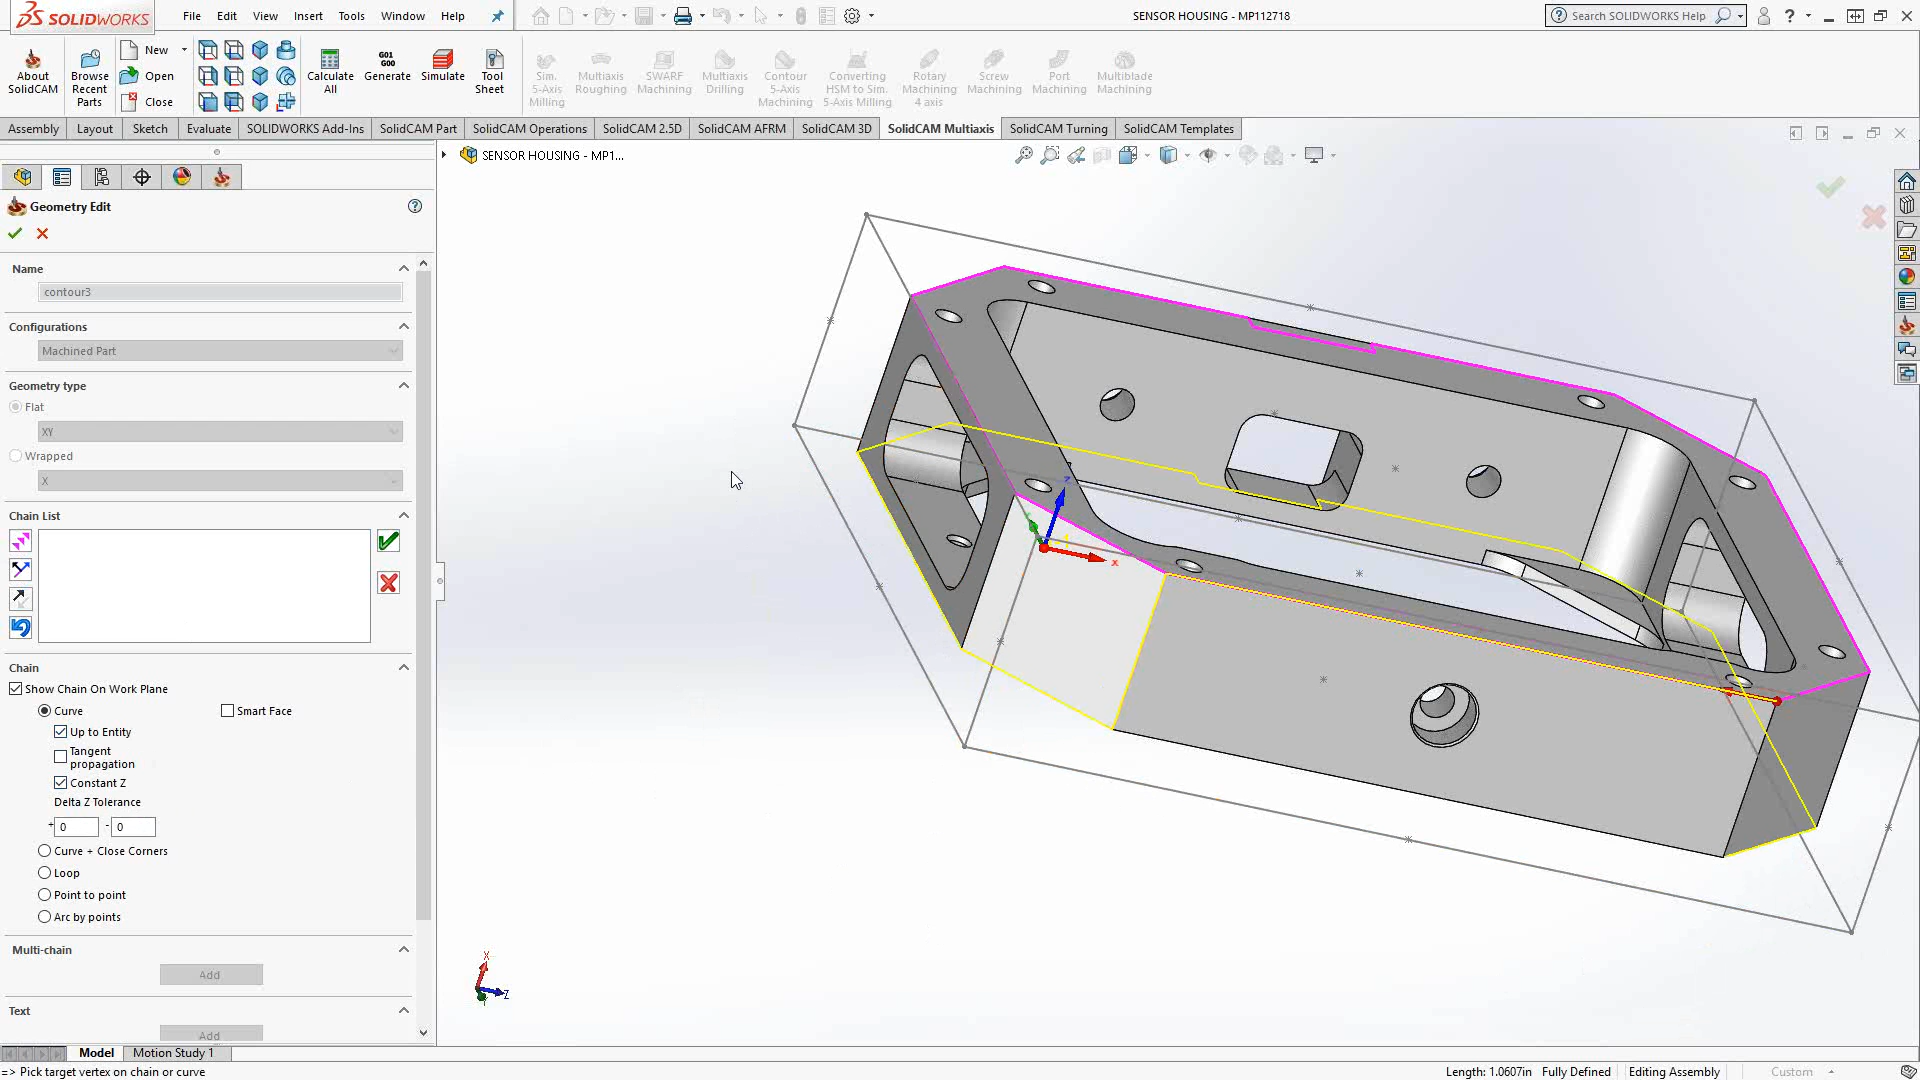 SOLIDWORKS
File Edit View Insert Tools Window Help
SENSOR HOUSING - MP112718
Search SOLIDWORKS Help
About SolidCAM
Browse Recent Parts
New
Open
Close
Calculate All
G01 G00
Generate
Simulate
Tool Sheet
Sim. 5-Axis Milling
Multiaxis Roughing
SWARF Machining
Multiaxis Drilling
Contour 5-Axis Machining
Converting HSM to Sim. 5-Axis Milling
Rotary Machining 4 axis
Screw Machining
Port Machining
Multiblade Machining
Assembly Layout Sketch Evaluate SOLIDWORKS Add-Ins SolidCAM Part SolidCAM Operations SolidCAM 2.5D SolidCAM AFRM SolidCAM 3D SolidCAM Multiaxis SolidCAM Turning SolidCAM Templates
SENSOR HOUSING - MP1...
Geometry Edit
Name
contour3
Configurations
Machined Part
Geometry type
Flat
XY
Wrapped
X
Chain List
Chain
Show Chain On Work Plane
Curve Smart Face
Up to Entity
Tangent
propagation
Constant Z
Delta Z Tolerance
+ 0 - 0
Curve + Close Corners
Loop
Point to point
Arc by points
Multi-chain
Add
Text
Add
Model Motion Study 1
=> Pick target vertex on chain or curve
Length: 1.0607in Fully Defined Editing Assembly Custom